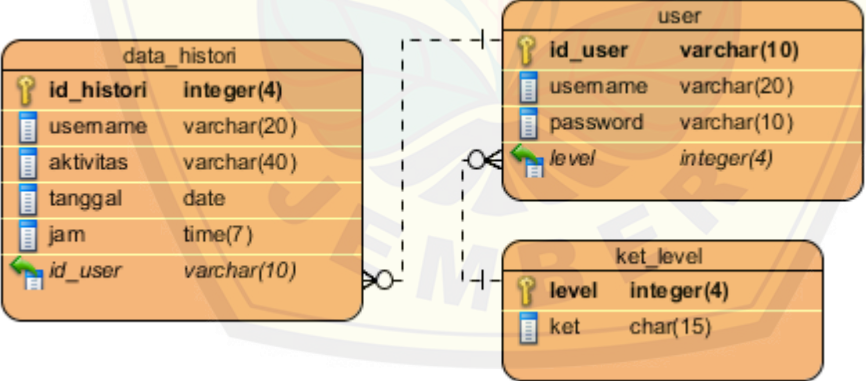 data_histori
id_histori integer(4)
username varchar(20)
aktivitas varchar(40)
tanggal date
jam time(7)
id_user varchar(10)
user
id_user varchar(10)
username varchar(20)
password varchar(10)
level integer(4)
ket_level
level integer(4)
ket char(15)
JEMBER